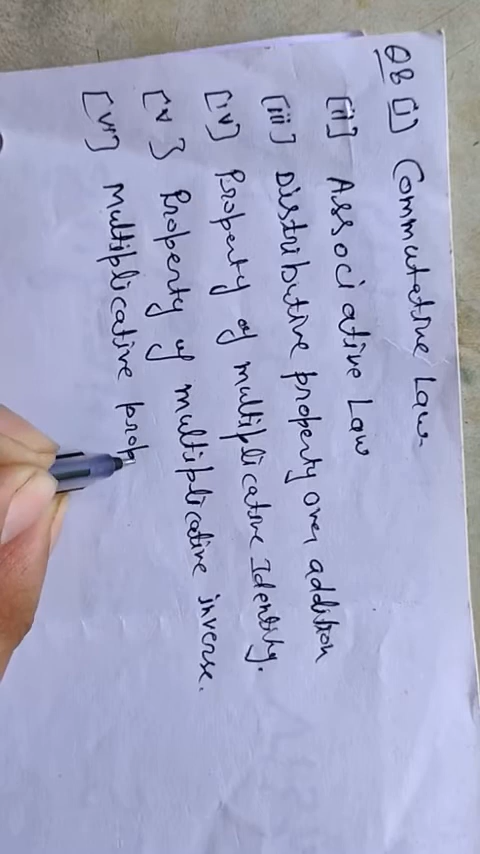 Q8 [i] Commutative Law.
[ii] Associative Law
[iii] Distributive property over addition
[iv] Property of multiplicative Identity.
[v] Property of multiplicative inverse.
[vi] Multiplicative prop